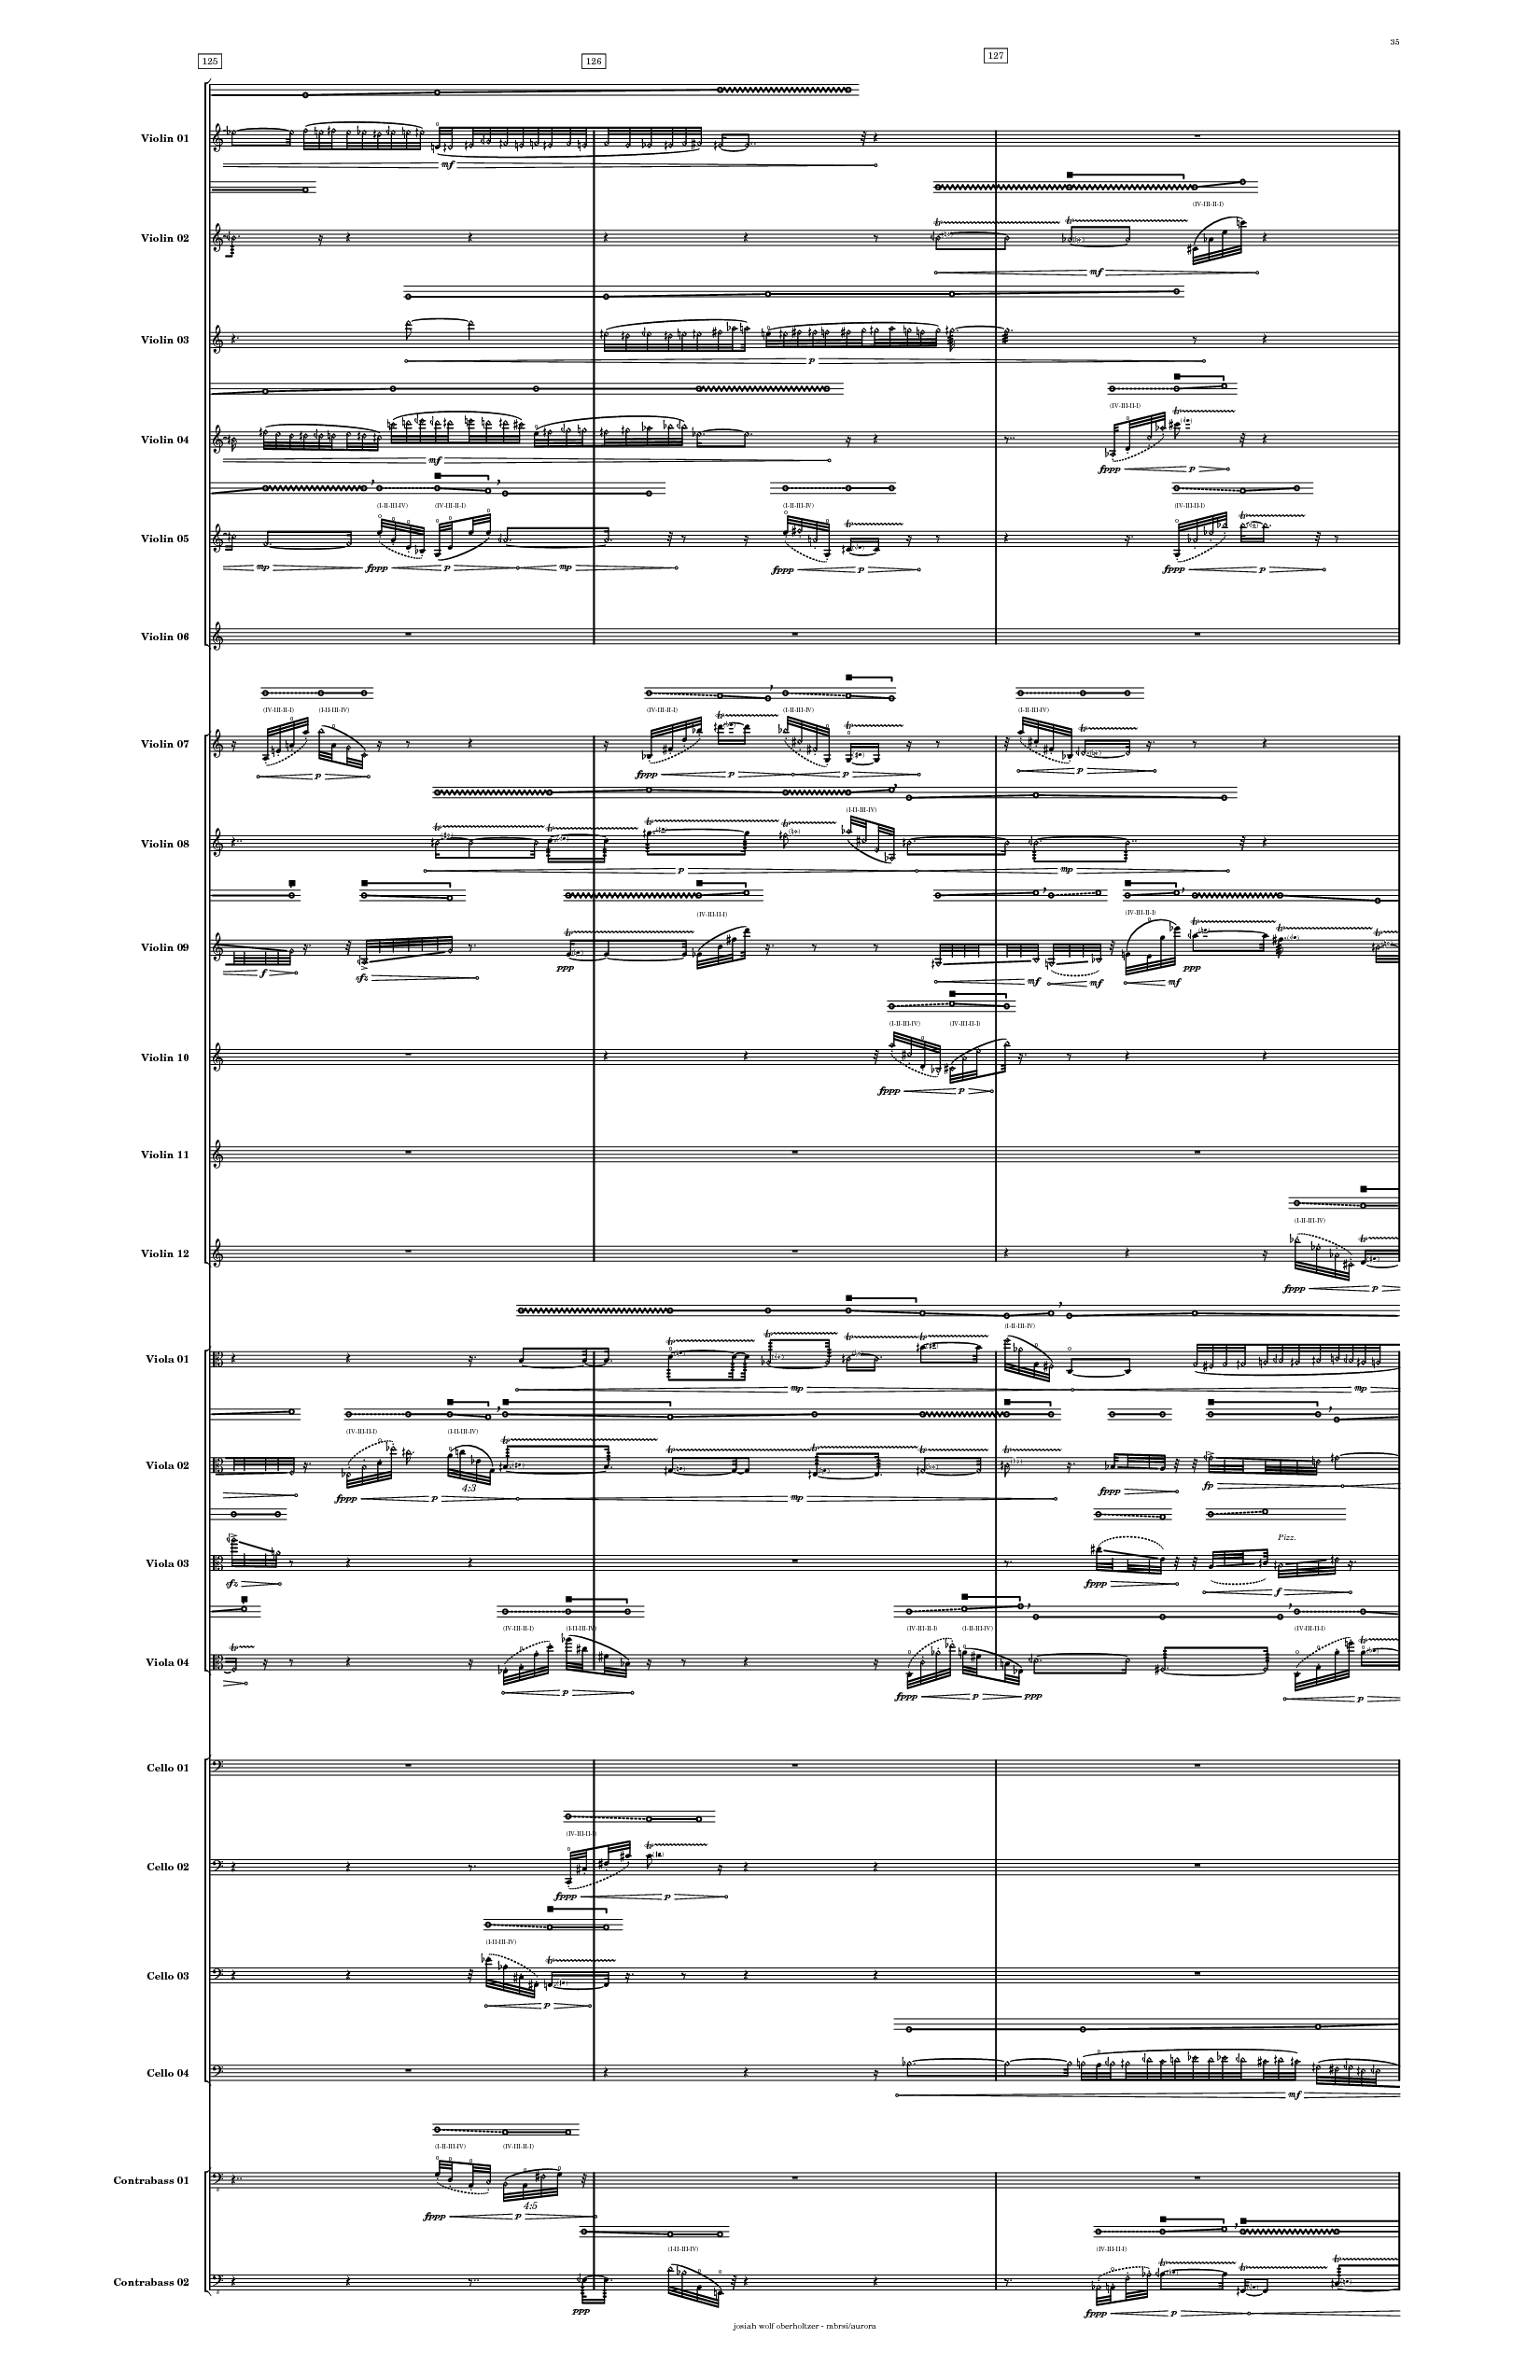 35
125 126 127
Violin 01
mf
(IV-III-II-I)
Violin 02
mf
Violin 03
p
(IV-III-II-I)
Violin 04
mf fppp p
(I-II-III-IV) (IV-III-II-I) (I-II-III-IV) (IV-III-II-I)
Violin 05
mp fppp p mp fppp p fppp p
Violin 06
(IV-III-II-I) (I-II-III-IV) (IV-III-II-I) (I-II-III-IV) (I-II-III-IV)
Violin 07
p fppp p p p
(I-II-III-IV)
Violin 08
p mp
(IV-III-II-I) (IV-III-II-I)
Violin 09
f sfz ppp mf mf mf ppp
(I-II-III-IV) (IV-III-II-I)
Violin 10
fppp p
Violin 11
(I-II-III-IV)
Violin 12
fppp p
(I-II-III-IV)
Viola 01
mp mp
(IV-III-II-I) (I-II-III-IV)
Viola 02
4:3
fppp p mp fppp fp
Pizz.
Viola 03
sfz fppp f
(IV-III-II-I) (I-II-III-IV) (IV-III-II-I) (I-II-III-IV) (IV-III-II-I)
Viola 04
p fppp p ppp p
Cello 01
(IV-III-II-I)
Cello 02
fppp p
(I-II-III-IV)
Cello 03
p
Cello 04
mf
(I-II-III-IV) (IV-III-II-I)
Contrabass 01
4:5
fppp p
(I-II-III-IV) (IV-III-II-I)
Contrabass 02
ppp fppp p
josiah wolf oberholtzer - mbrsi/aurora